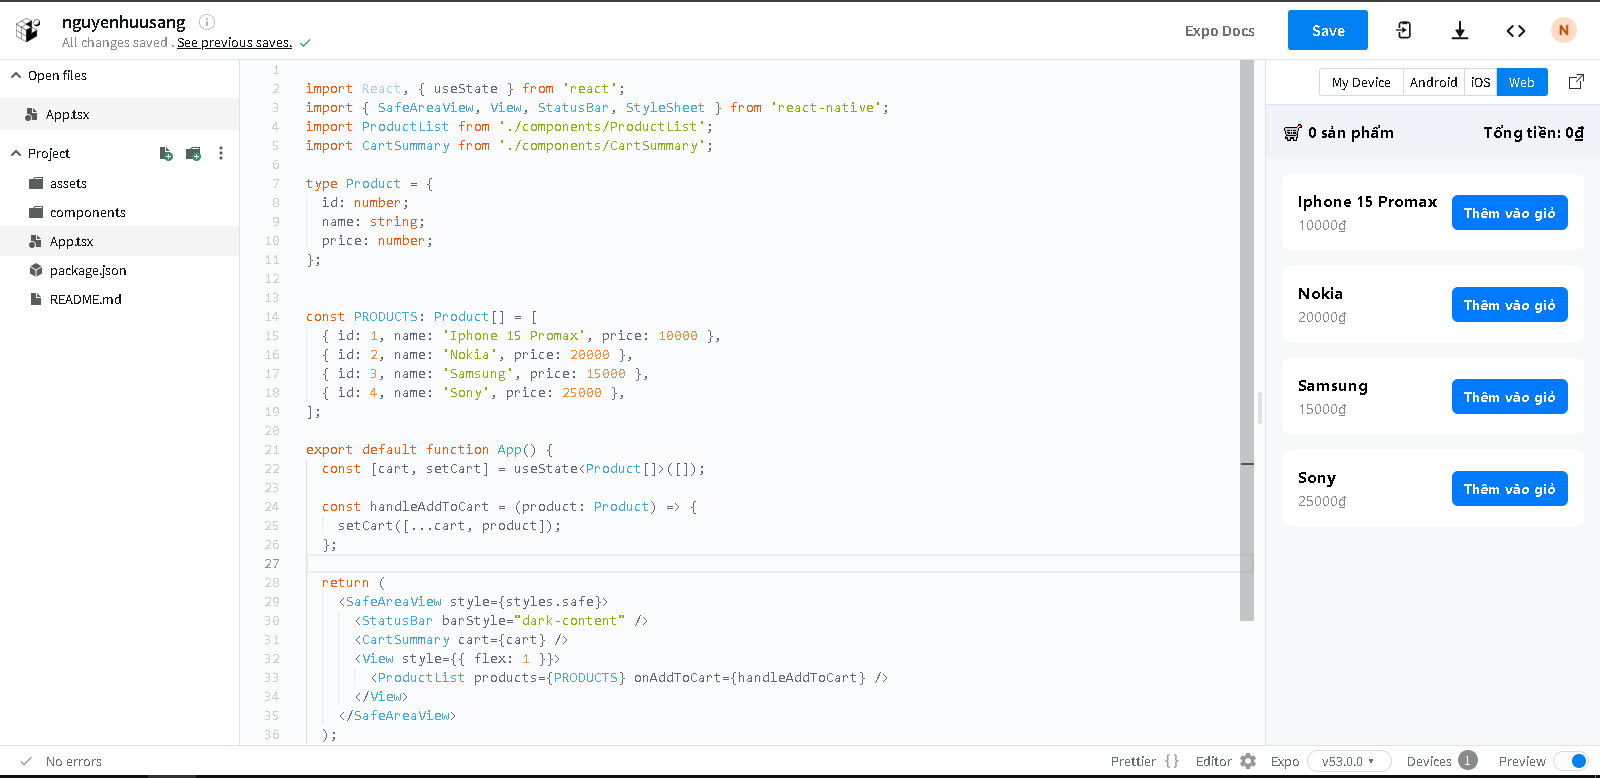 nguyenhuusang
All changes saved . See previous saves.
Expo Docs
Save
N
Open files
App.tsx
Project
assets
components
App.tsx
package.json
README.md
1
2 import React, { useState } from 'react';
3 import { SafeAreaView, View, StatusBar, StyleSheet } from 'react-native';
4 import ProductList from './components/ProductList';
5 import CartSummary from './components/CartSummary';
6
7 type Product = {
8 id: number;
9 name: string;
10 price: number;
11 };
12
13
14 const PRODUCTS: Product[] = [
15 { id: 1, name: 'Iphone 15 Promax', price: 10000 },
16 { id: 2, name: 'Nokia', price: 20000 },
17 { id: 3, name: 'Samsung', price: 15000 },
18 { id: 4, name: 'Sony', price: 25000 },
19 ];
20
21 export default function App() {
22 const [cart, setCart] = useState<Product[]>([]);
23
24 const handleAddToCart = (product: Product) => {
25 setCart([...cart, product]);
26 };
27
28 return (
29 <SafeAreaView style={styles.safe}>
30 <StatusBar barStyle="dark-content" />
31 <CartSummary cart={cart} />
32 <View style={{ flex: 1 }}>
33 <ProductList products={PRODUCTS} onAddToCart={handleAddToCart} />
34 </View>
35 </SafeAreaView>
36 );
My Device Android iOS Web
0 sản phẩm Tổng tiền: 0₫
Iphone 15 Promax
10000₫
Thêm vào giỏ
Nokia
20000₫
Thêm vào giỏ
Samsung
15000₫
Thêm vào giỏ
Sony
25000₫
Thêm vào giỏ
No errors
Prettier { } Editor Expo v53.0.0 Devices 1 Preview